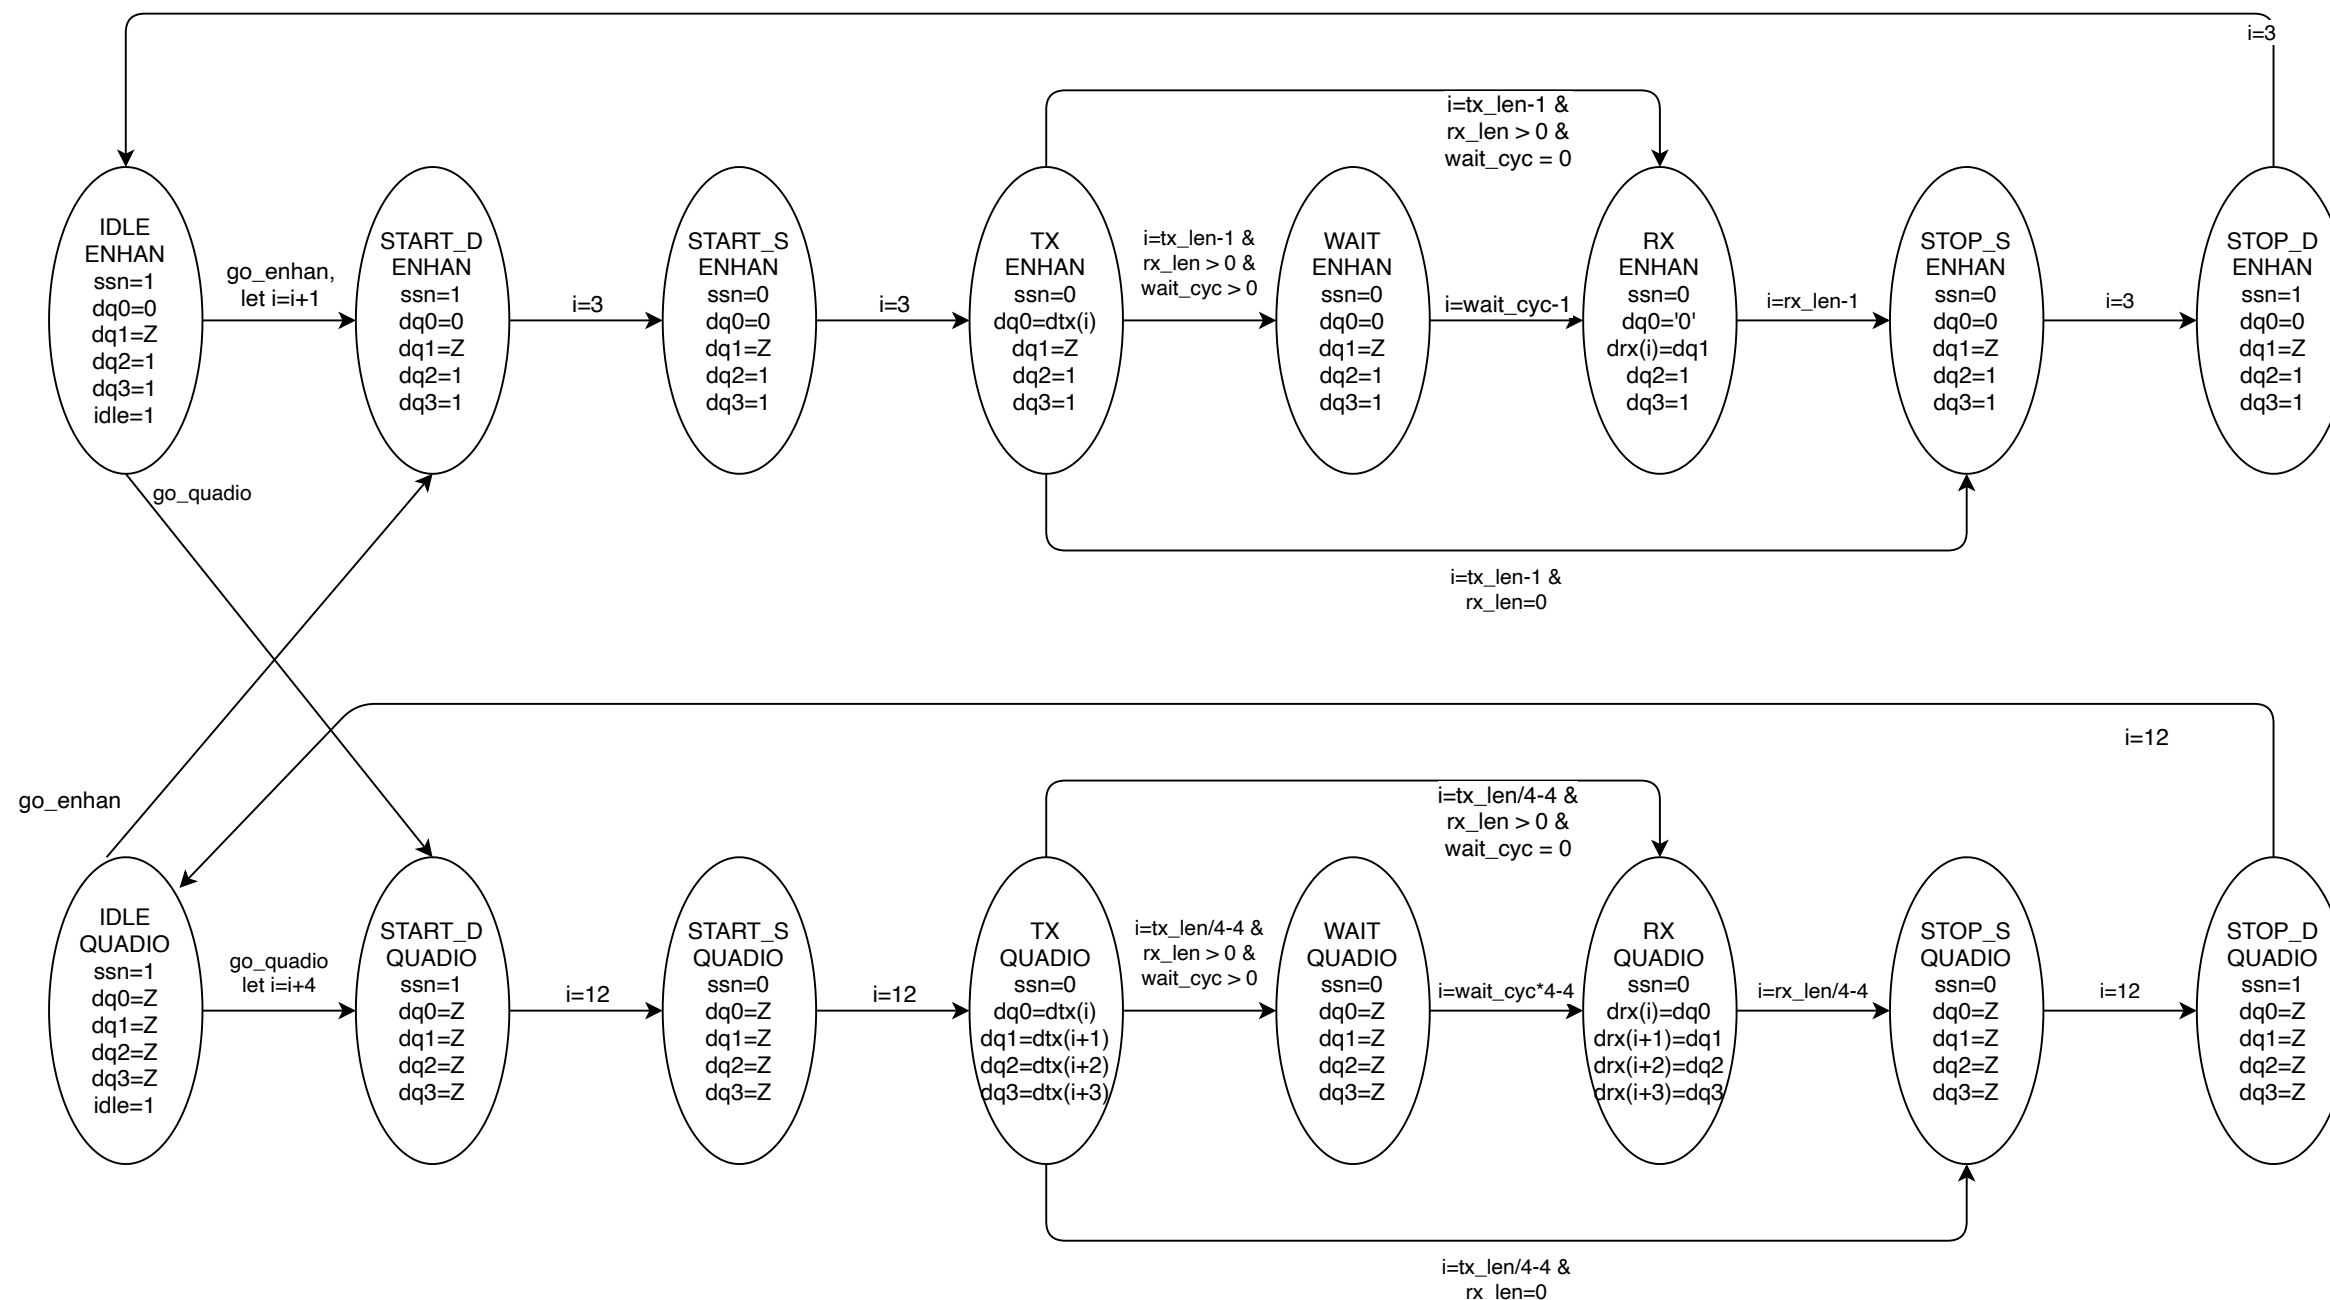 i=3
i=tx_len-1 &
rx_len > 0 &
wait_cyc = 0
IDLE
ENHAN
ssn=1
dq0=0
dq1=Z
dq2=1
dq3=1
idle=1
go_enhan,
let i=i+1
START_D
ENHAN
ssn=1
dq0=0
dq1=Z
dq2=1
dq3=1
i=3
START_S
ENHAN
ssn=0
dq0=0
dq1=Z
dq2=1
dq3=1
i=3
TX
ENHAN
ssn=0
dq0=dtx(i)
dq1=Z
dq2=1
dq3=1
i=tx_len-1 &
rx_len > 0 &
wait_cyc > 0
WAIT
ENHAN
ssn=0
dq0=0
dq1=Z
dq2=1
dq3=1
i=wait_cyc-1
RX
ENHAN
ssn=0
dq0='0'
drx(i)=dq1
dq2=1
dq3=1
i=rx_len-1
STOP_S
ENHAN
ssn=0
dq0=0
dq1=Z
dq2=1
dq3=1
i=3
STOP_D
ENHAN
ssn=1
dq0=0
dq1=Z
dq2=1
dq3=1
go_quadio
i=tx_len-1 &
rx_len=0
i=12
go_enhan
i=tx_len/4-4 &
rx_len > 0 &
wait_cyc = 0
IDLE
QUADIO
ssn=1
dq0=Z
dq1=Z
dq2=Z
dq3=Z
idle=1
go_quadio
let i=i+4
START_D
QUADIO
ssn=1
dq0=Z
dq1=Z
dq2=Z
dq3=Z
i=12
START_S
QUADIO
ssn=0
dq0=Z
dq1=Z
dq2=Z
dq3=Z
i=12
TX
QUADIO
ssn=0
dq0=dtx(i)
dq1=dtx(i+1)
dq2=dtx(i+2)
dq3=dtx(i+3)
i=tx_len/4-4 &
rx_len > 0 &
wait_cyc > 0
WAIT
QUADIO
ssn=0
dq0=Z
dq1=Z
dq2=Z
dq3=Z
i=wait_cyc*4-4
RX
QUADIO
ssn=0
drx(i)=dq0
drx(i+1)=dq1
drx(i+2)=dq2
drx(i+3)=dq3
i=rx_len/4-4
STOP_S
QUADIO
ssn=0
dq0=Z
dq1=Z
dq2=Z
dq3=Z
i=12
STOP_D
QUADIO
ssn=1
dq0=Z
dq1=Z
dq2=Z
dq3=Z
i=tx_len/4-4 &
rx_len=0